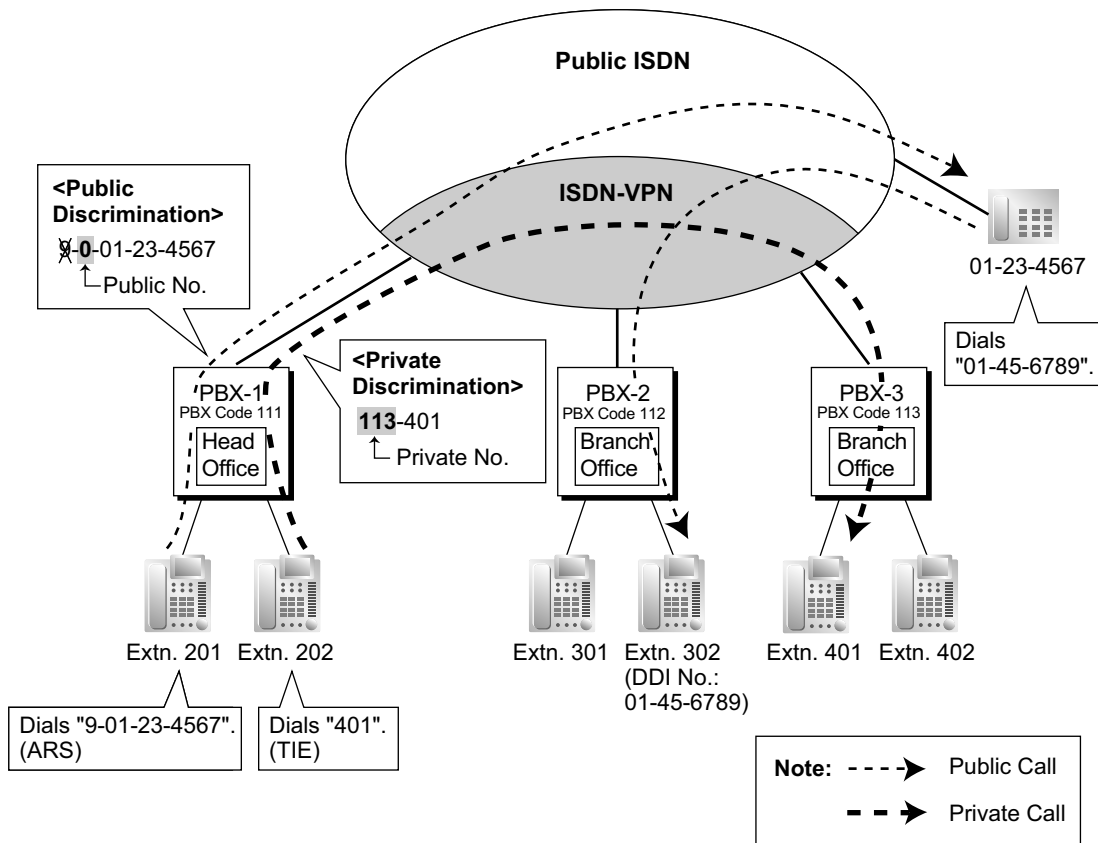 Public ISDN
ISDN-VPN
<Public
Discrimination>
9-0-01-23-4567
Public No.
01-23-4567
Dials
"01-45-6789".
<Private
Discrimination>
113-401
Private No.
PBX-1
PBX Code 111
Head
Office
PBX-2
PBX Code 112
Branch
Office
PBX-3
PBX Code 113
Branch
Office
Extn. 201
Extn. 202
Extn. 301
Extn. 302
(DDI No.:
01-45-6789)
Extn. 401
Extn. 402
Dials "9-01-23-4567".
(ARS)
Dials "401".
(TIE)
Note:
Public Call
Private Call